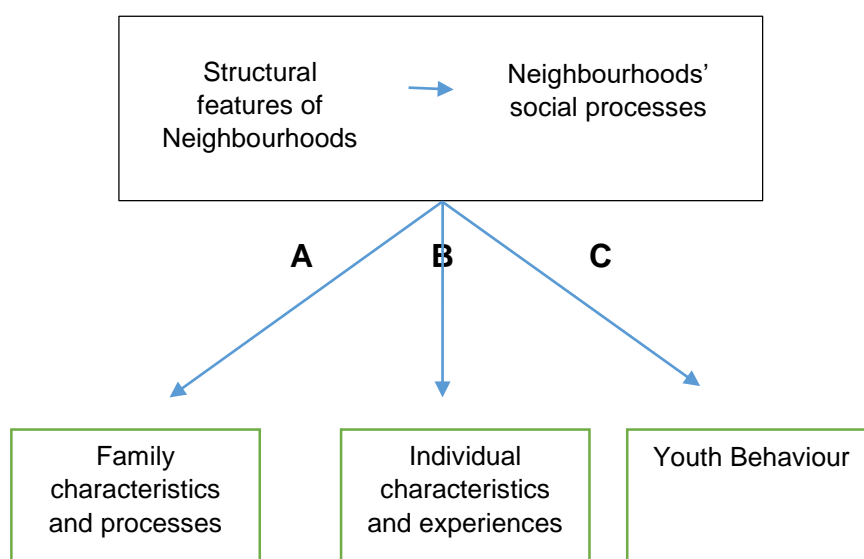 Structural
features of
Neighbourhoods
Neighbourhoods’
social processes
A
B
C
Family
characteristics
and processes
Individual
characteristics
and experiences
Youth Behaviour